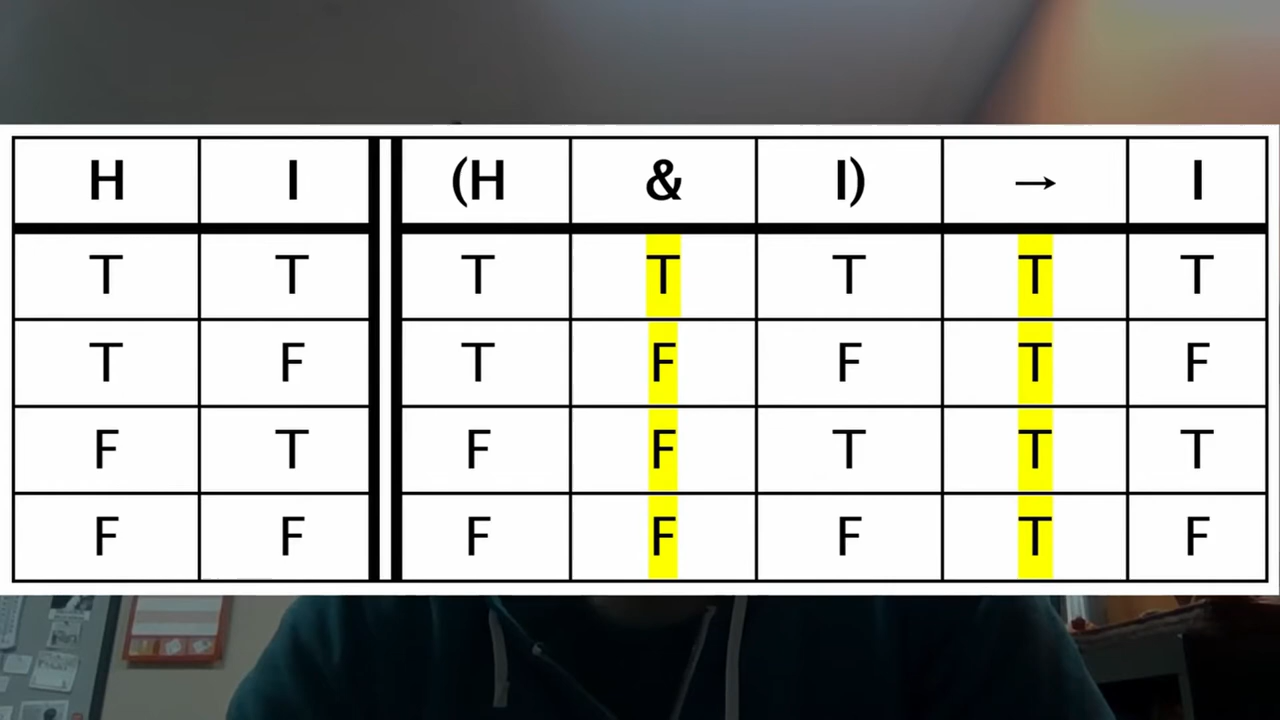 H I (H & I) → I
T T T T T T T
T F T F F T F
F T F F T T T
F F F F F T F